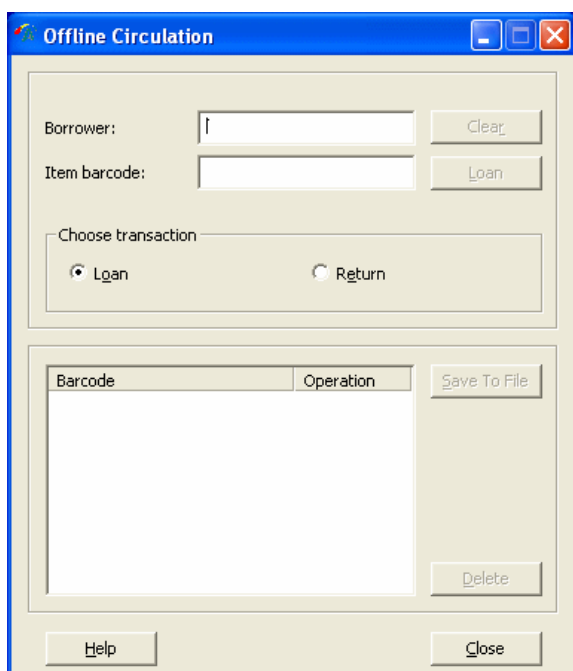 Offline Circulation
Borrower: Clear
Item barcode: Loan
Choose transaction
Loan Return
Barcode Operation Save To File
Delete
Help Close